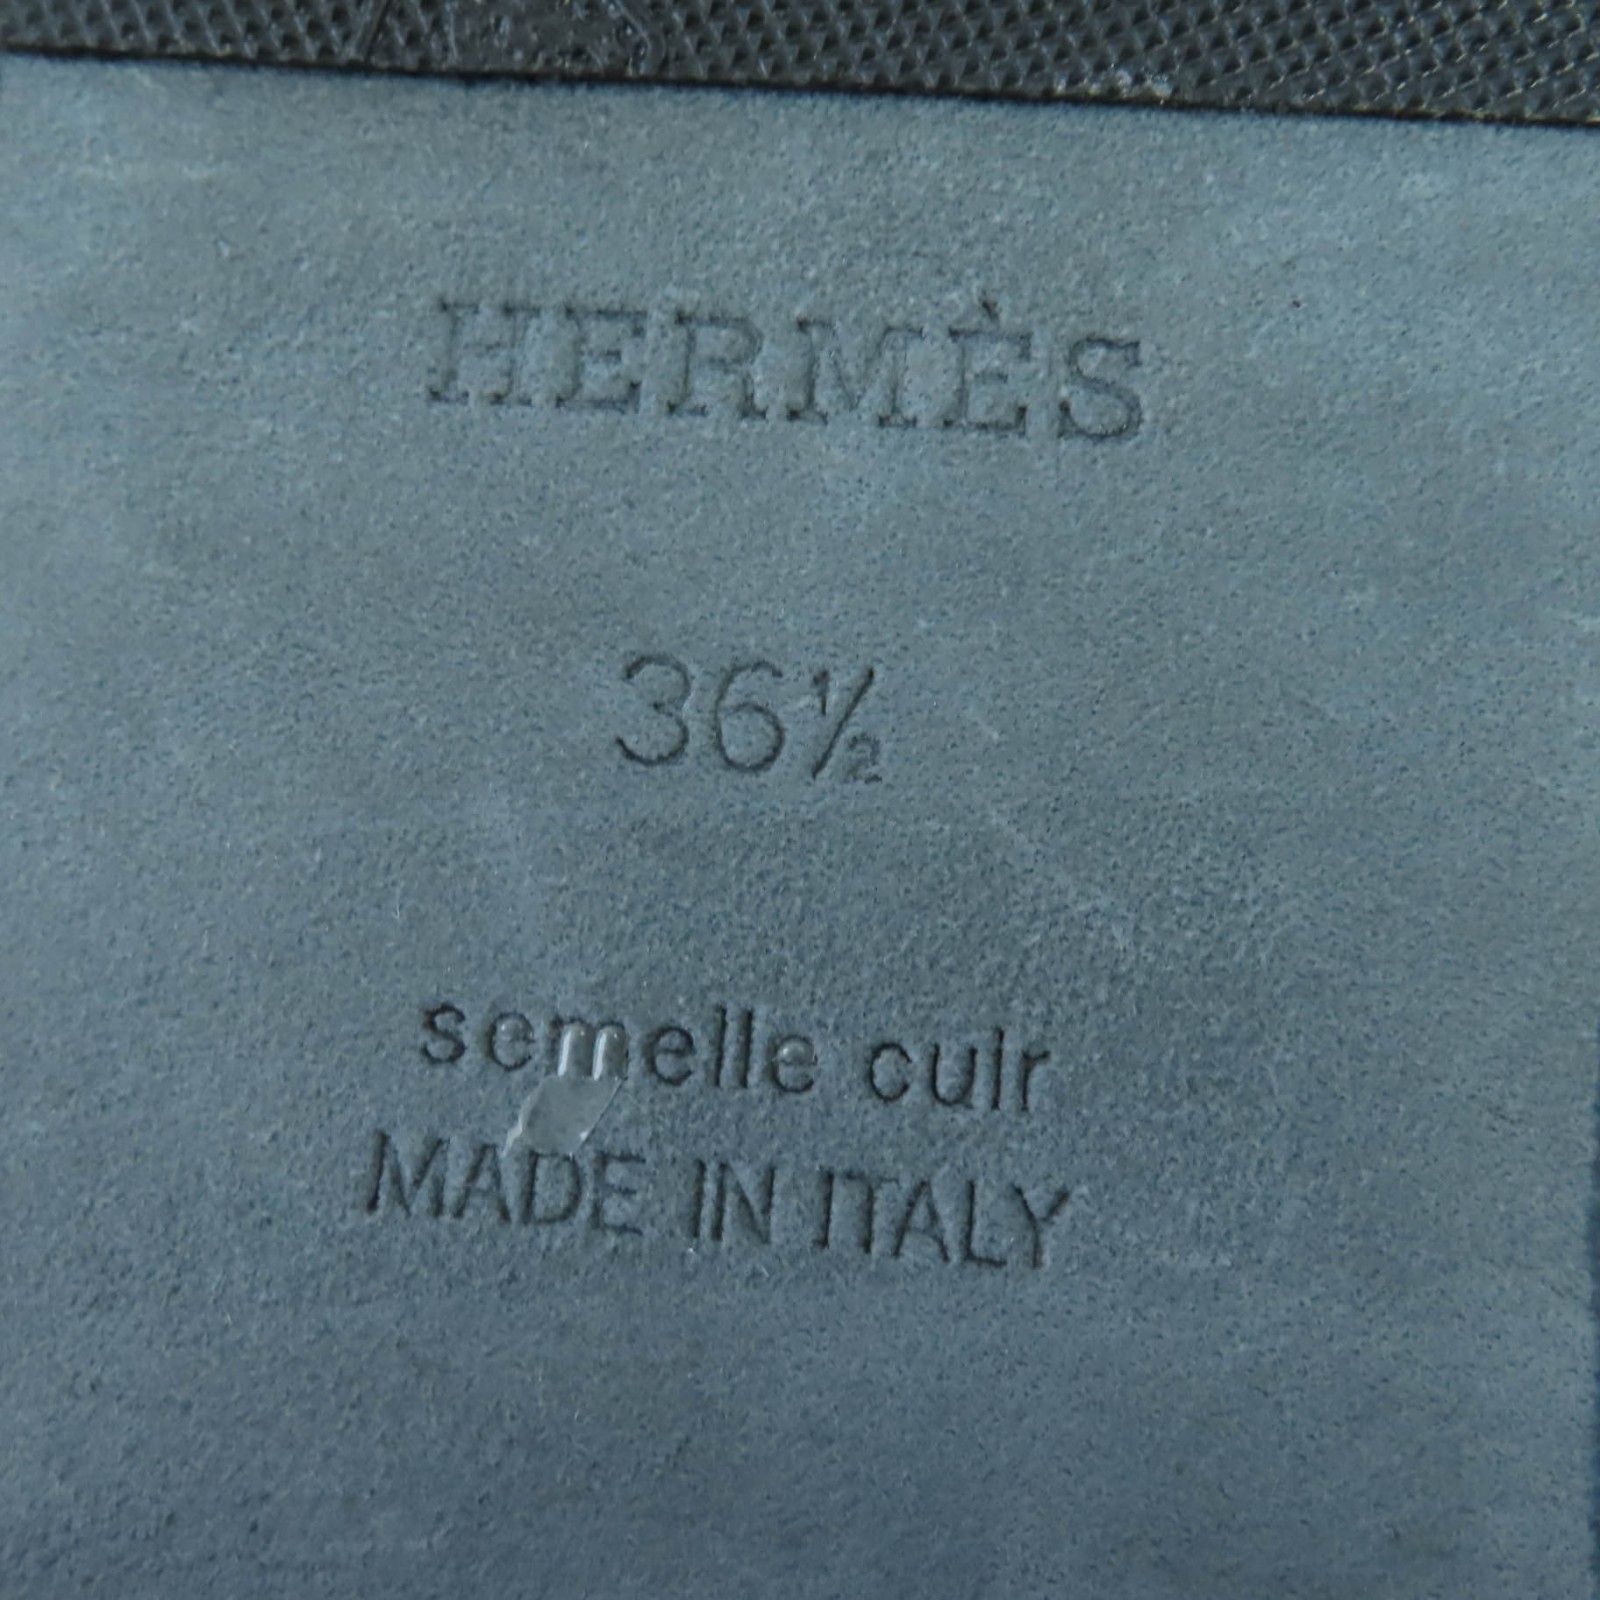 HERMÈS
36½
semelle cuir
MADE IN ITALY